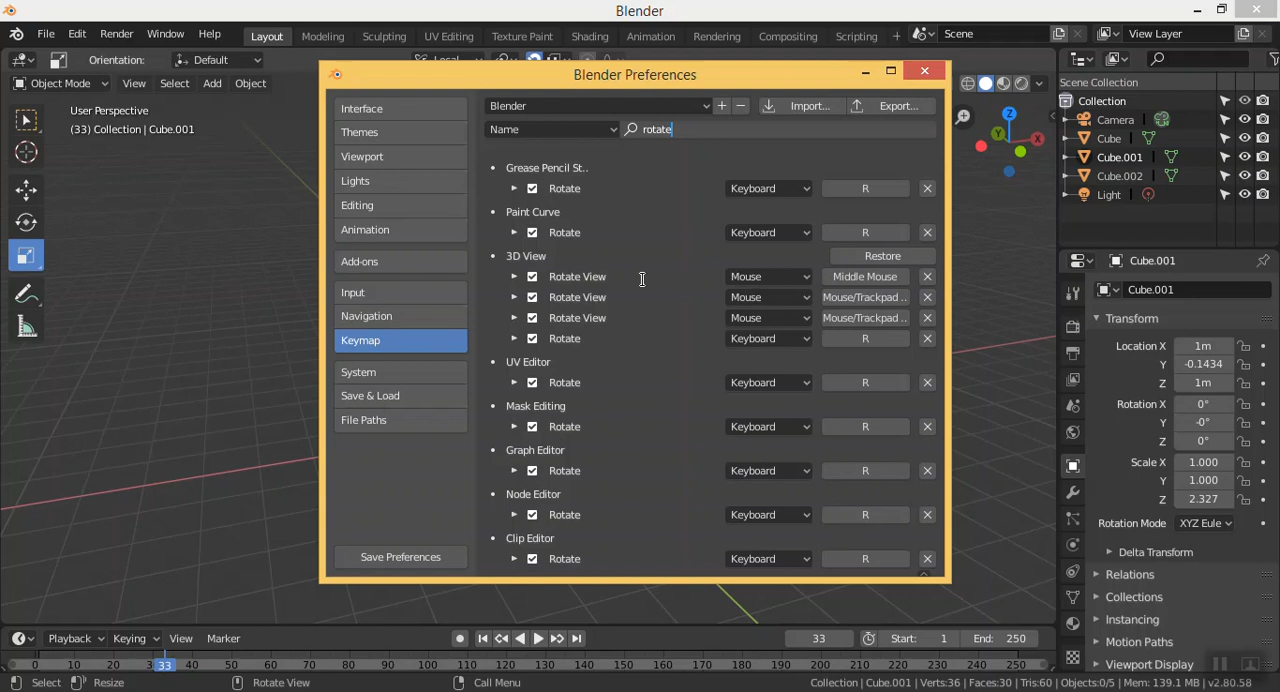 Blender
File Edit Render Window Help Layout Modeling Sculpting UV Editing Texture Paint Shading Animation Rendering Compositing Scripting + Scene View Layer
Orientation: Default Local
Object Mode View Select Add Object
User Perspective
(33) Collection | Cube.001
Blender Preferences
Interface
Themes
Viewport
Lights
Editing
Animation
Add-ons
Input
Navigation
Keymap
System
Save & Load
File Paths
Save Preferences
Blender Import... Export...
Name rotate
Grease Pencil St..
Rotate Keyboard R
Paint Curve
Rotate Keyboard R
3D View Restore
Rotate View Mouse Middle Mouse
Rotate View Mouse Mouse/Trackpad ..
Rotate View Mouse Mouse/Trackpad ..
Rotate Keyboard R
UV Editor
Rotate Keyboard R
Mask Editing
Rotate Keyboard R
Graph Editor
Rotate Keyboard R
Node Editor
Rotate Keyboard R
Clip Editor
Rotate Keyboard R
Z
Y
X
Scene Collection
Collection
Camera
Cube
Cube.001
Cube.002
Light
Cube.001
Cube.001
Transform
Location X 1m
Y -0.1434
Z 1m
Rotation X 0°
Y -0°
Z 0°
Scale X 1.000
Y 1.000
Z 2.327
Rotation Mode XYZ Eule
Delta Transform
Relations
Collections
Instancing
Motion Paths
Viewport Display
Playback Keying View Marker 33 Start: 1 End: 250
0 10 20 33 40 50 60 70 80 90 100 110 120 130 140 150 160 170 180 190 200 210 220 230 240 250
Select Resize Rotate View Call Menu Collection | Cube.001 | Verts:36 | Faces:30 | Tris:60 | Objects:0/5 | Mem: 139.1 MB | v2.80.58